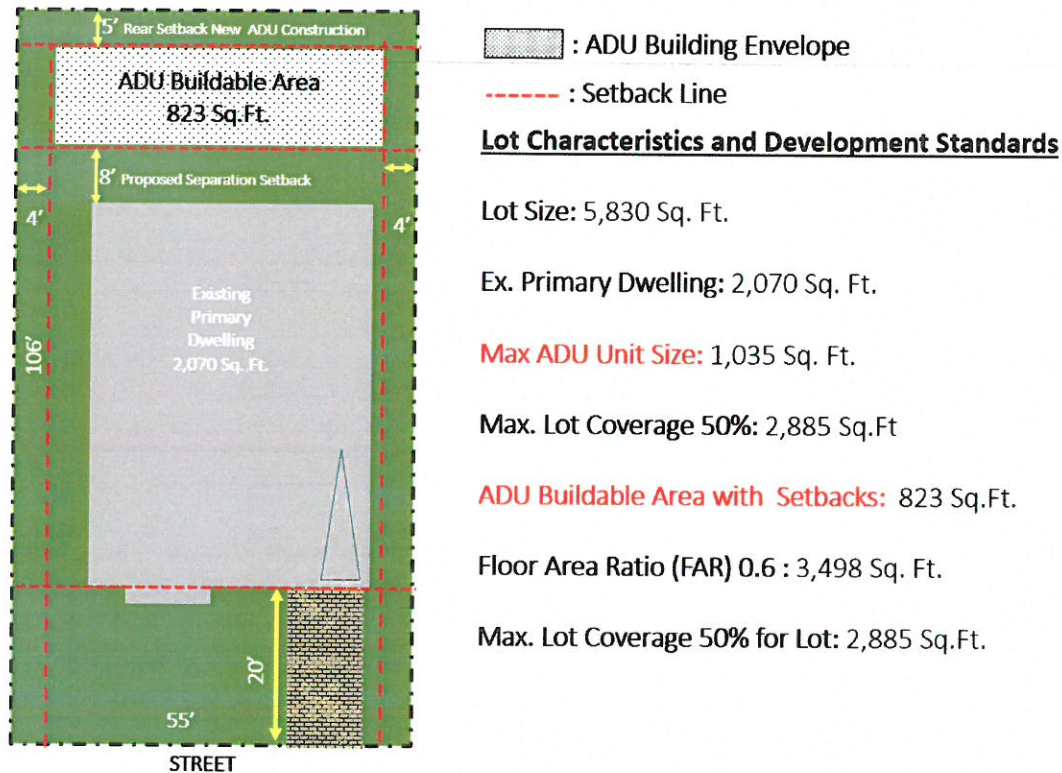 5’ Rear Setback New ADU Construction
ADU Buildable Area
823 Sq.Ft.
8’ Proposed Separation Setback
4’
4’
106’
Existing
Primary
Dwelling
2,070 Sq. Ft.
20’
55’
STREET
: ADU Building Envelope
: Setback Line
Lot Characteristics and Development Standards
Lot Size: 5,830 Sq. Ft.
Ex. Primary Dwelling: 2,070 Sq. Ft.
Max ADU Unit Size: 1,035 Sq. Ft.
Max. Lot Coverage 50%: 2,885 Sq.Ft
ADU Buildable Area with Setbacks: 823 Sq.Ft.
Floor Area Ratio (FAR) 0.6 : 3,498 Sq. Ft.
Max. Lot Coverage 50% for Lot: 2,885 Sq.Ft.